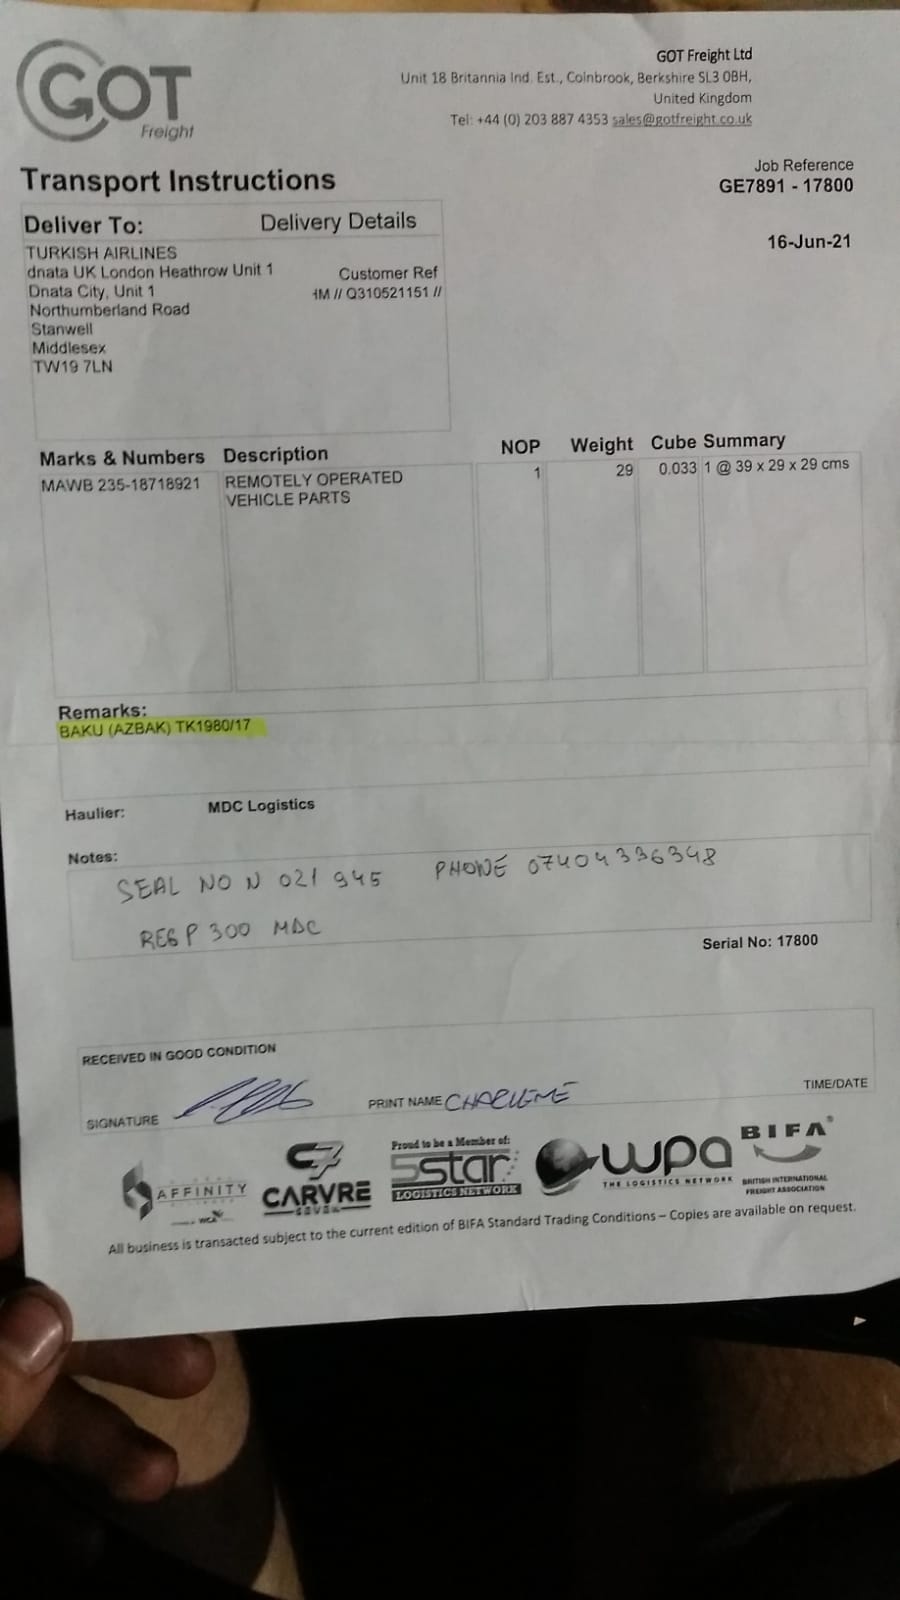 GOT
Freight
GOT Freight Ltd
Unit 18 Britannia Ind. Est., Colnbrook, Berkshire SL3 0BH,
United Kingdom
Tel: +44 (0) 203 887 4353 sales@gotfreight.co.uk
Transport Instructions
Job Reference
GE7891 - 17800
16-Jun-21
Deliver To: Delivery Details
TURKISH AIRLINES
dnata UK London Heathrow Unit 1
Dnata City, Unit 1
Northumberland Road
Stanwell
Middlesex
TW19 7LN
Customer Ref
HM // Q310521151 //
Marks & Numbers Description NOP Weight Cube Summary
MAWB 235-18718921 REMOTELY OPERATED 1 29 0.033 1 @ 39 x 29 x 29 cms
VEHICLE PARTS
Remarks:
BAKU (AZBAK) TK1980/17
Haulier: MDC Logistics
Notes:
SEAL NO N 021 945 PHONE 07404336348
REG P 300 MDC
Serial No: 17800
RECEIVED IN GOOD CONDITION
SIGNATURE PRINT NAME CHARLENE TIME/DATE
AFFINITY
WCA
C7
CARVRE
SEVEN
Proud to be a Member of:
5star
LOGISTICS NETWORK
wpa
THE LOGISTICS NETWORK
BIFA®
BRITISH INTERNATIONAL
FREIGHT ASSOCIATION
All business is transacted subject to the current edition of BIFA Standard Trading Conditions – Copies are available on request.